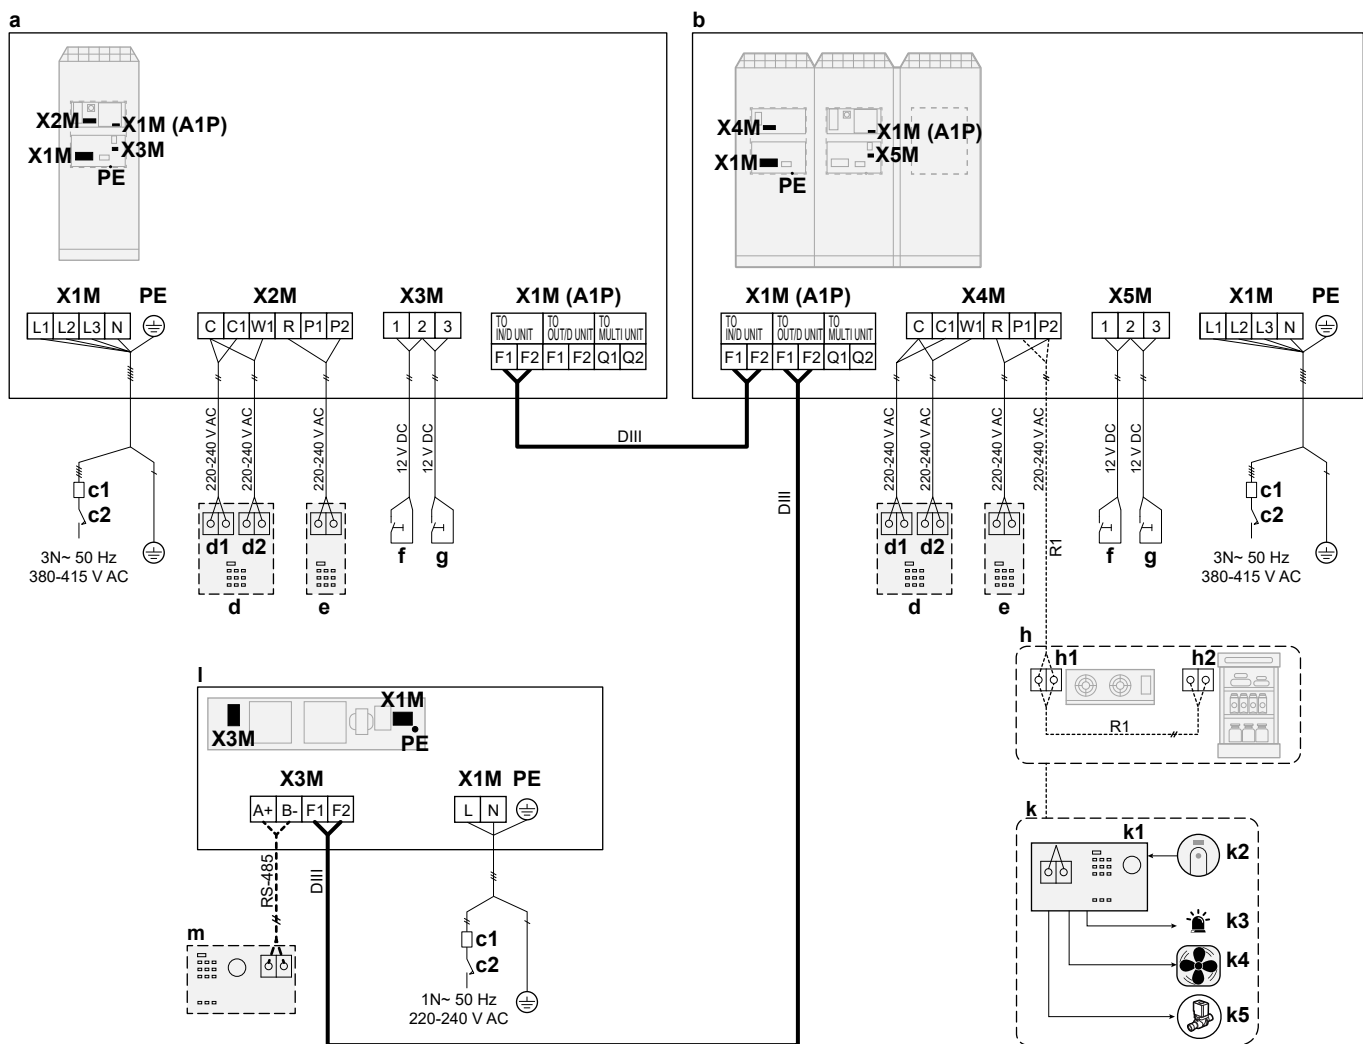 a
X2M
X1M (A1P)
X1M
X3M
PE
X1M PE X2M X3M X1M (A1P)
L1 L2 L3 N
C C1 W1 R P1 P2
1 2 3
TO IN/D UNIT
TO OUT/D UNIT
TO MULTI UNIT
F1 F2 F1 F2 Q1 Q2
220-240 V AC
220-240 V AC
220-240 V AC
12 V DC
12 V DC
DIII
c1
c2
3N~ 50 Hz
380-415 V AC
d1 d2
d
e
f
g
b
X4M
X1M (A1P)
X1M
X5M
PE
X1M (A1P) X4M X5M X1M PE
TO IN/D UNIT
TO OUT/D UNIT
TO MULTI UNIT
F1 F2 F1 F2 Q1 Q2
C C1 W1 R P1 P2
1 2 3
L1 L2 L3 N
DIII
220-240 V AC
220-240 V AC
220-240 V AC
220-240 V AC
R1
12 V DC
12 V DC
d1 d2
d
e
f
g
c1
c2
3N~ 50 Hz
380-415 V AC
h
h1
h2
R1
l
X3M
X1M
PE
X3M X1M PE
A+ B- F1 F2
L N
RS-485
DIII
m
c1
c2
1N~ 50 Hz
220-240 V AC
k
k1
k2
k3
k4
k5